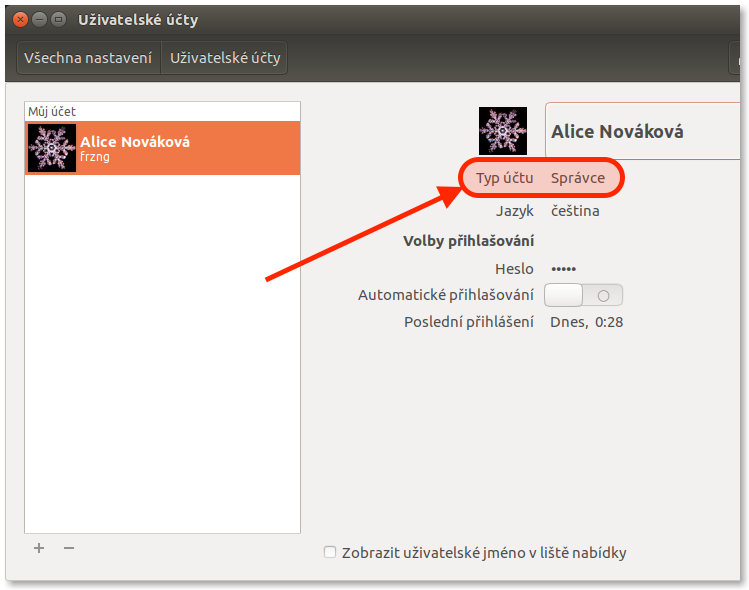 Uživatelské účty
Všechna nastavení Uživatelské účty
Můj účet
Alice Nováková
frzng
Alice Nováková
Typ účtu Správce
Jazyk čeština
Volby přihlašování
Heslo •••••
Automatické přihlašování
Poslední přihlášení Dnes, 0:28
+ −
Zobrazit uživatelské jméno v liště nabídky